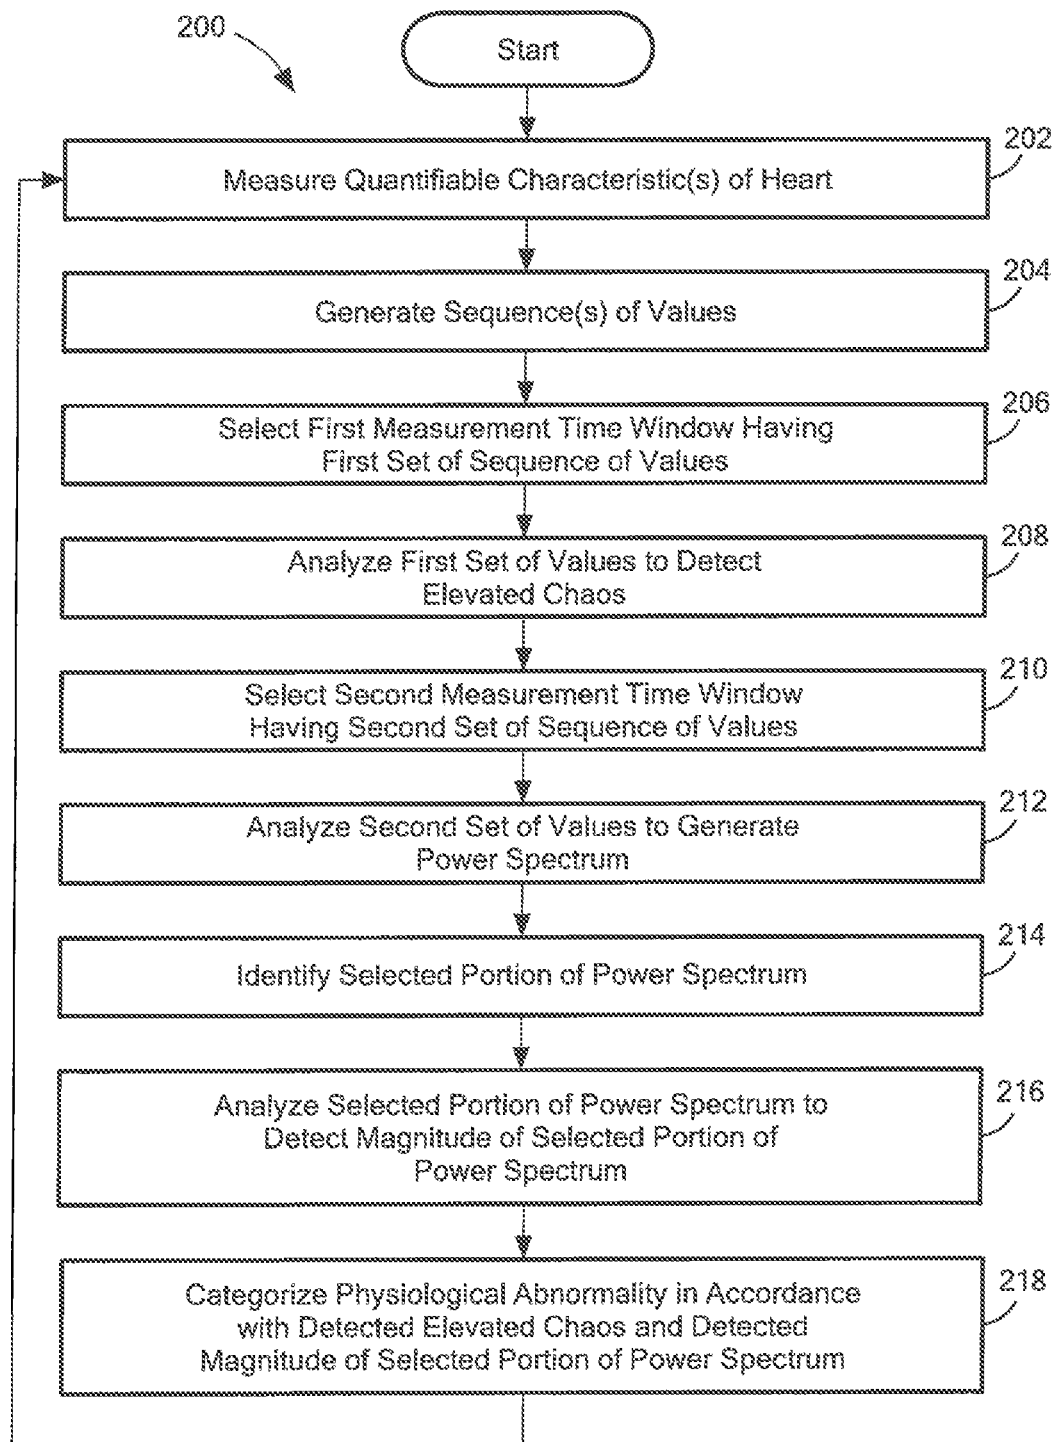 200
Start
202
Measure Quantifiable Characteristic(s) of Heart
204
Generate Sequence(s) of Values
206
Select First Measurement Time Window Having
First Set of Sequence of Values
208
Analyze First Set of Values to Detect
Elevated Chaos
210
Select Second Measurement Time Window
Having Second Set of Sequence of Values
212
Analyze Second Set of Values to Generate
Power Spectrum
214
Identify Selected Portion of Power Spectrum
216
Analyze Selected Portion of Power Spectrum to
Detect Magnitude of Selected Portion of
Power Spectrum
218
Categorize Physiological Abnormality in Accordance
with Detected Elevated Chaos and Detected
Magnitude of Selected Portion of Power Spectrum